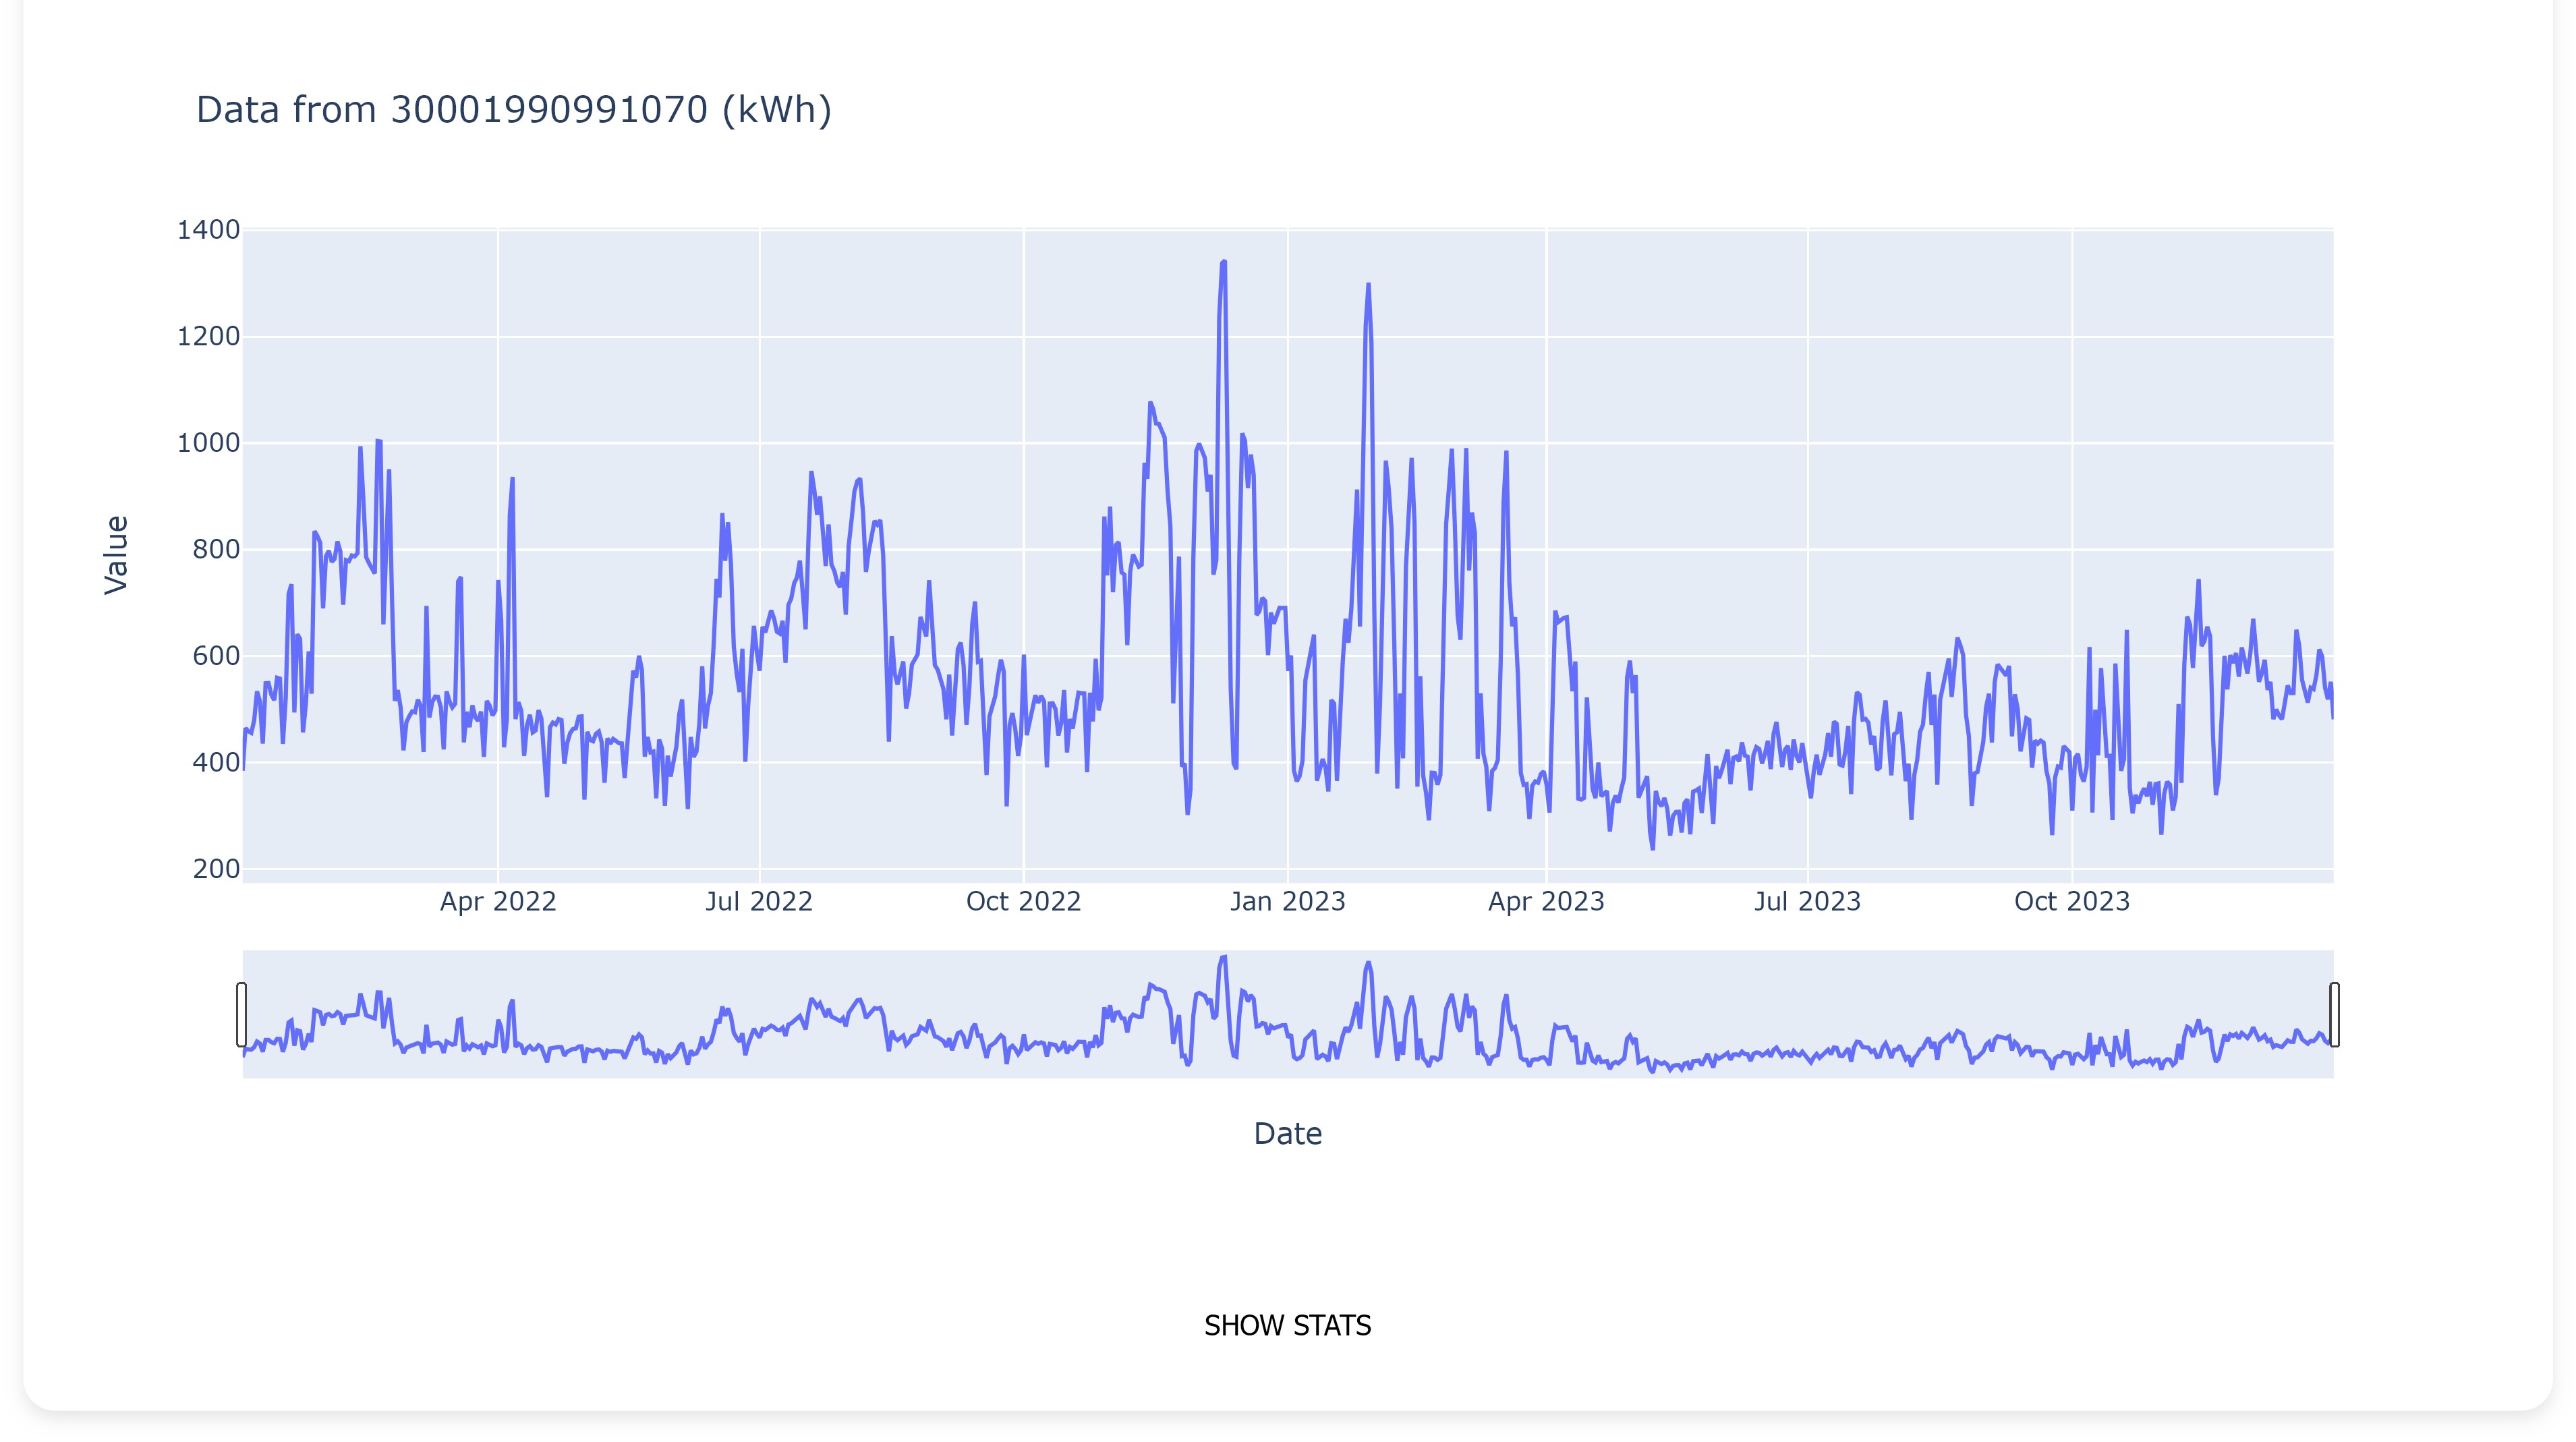 Data from 30001990991070 (kWh)
1400
1200
1000
800
600
400
200
Value
Apr 2022
Jul 2022
Oct 2022
Jan 2023
Apr 2023
Jul 2023
Oct 2023
Date
SHOW STATS